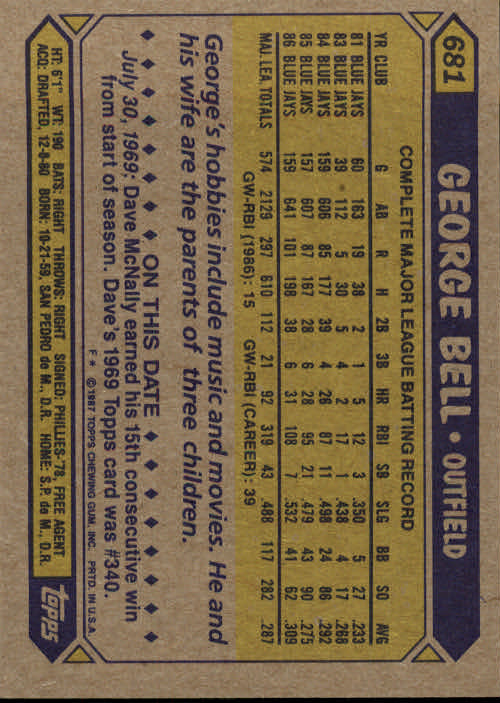 681 GEORGE BELL • OUTFIELD
COMPLETE MAJOR LEAGUE BATTING RECORD
YR CLUB G AB R H 2B 3B HR RBI SB SLG BB SO AVG
81 BLUE JAYS 60 163 19 38 2 1 5 12 3 .350 5 27 .233
83 BLUE JAYS 39 112 5 30 5 4 2 17 1 .438 4 17 .268
84 BLUE JAYS 159 606 85 177 39 4 26 87 11 .498 24 86 .292
85 BLUE JAYS 157 607 87 167 28 6 28 95 21 .479 43 90 .275
86 BLUE JAYS 159 641 101 198 38 6 31 108 7 .532 41 62 .309
MAJ. LEA. TOTALS 574 2129 297 610 112 21 92 319 43 .488 117 282 .287
GW-RBI (1986): 15 GW-RBI (CAREER): 39
George's hobbies include music and movies. He and
his wife are the parents of three children.
ON THIS DATE
July 30, 1969: Dave McNally earned his 15th consecutive win
from start of season. Dave's 1969 Topps card was #340.
F * © 1987 TOPPS CHEWING GUM, INC. PRTD. IN U.S.A.
HT: 6'1" WT: 190 BATS: RIGHT THROWS: RIGHT SIGNED: PHILLIES-'78, FREE AGENT
ACQ: DRAFTED, 12-8-80 BORN: 10-21-59, SAN PEDRO de M., D.R. HOME: S.P. de M., D.R.
topps